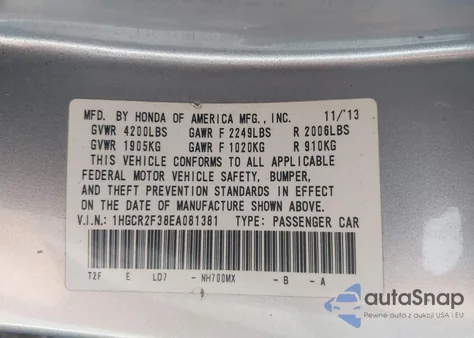 MFD. BY HONDA OF AMERICA MFG., INC. 11/'13
GVWR 4200LBS GAWR F 2249LBS R 2006LBS
GVWR 1905KG GAWR F 1020KG R 910KG
THIS VEHICLE CONFORMS TO ALL APPLICABLE
FEDERAL MOTOR VEHICLE SAFETY, BUMPER,
AND THEFT PREVENTION STANDARDS IN EFFECT
ON THE DATE OF MANUFACTURE SHOWN ABOVE.
V.I.N.: 1HGCR2F38EA081381 TYPE: PASSENGER CAR
T2F E LD7 - NH700MX - B - A
autoSnap
Pewne auta z aukcji USA i EU